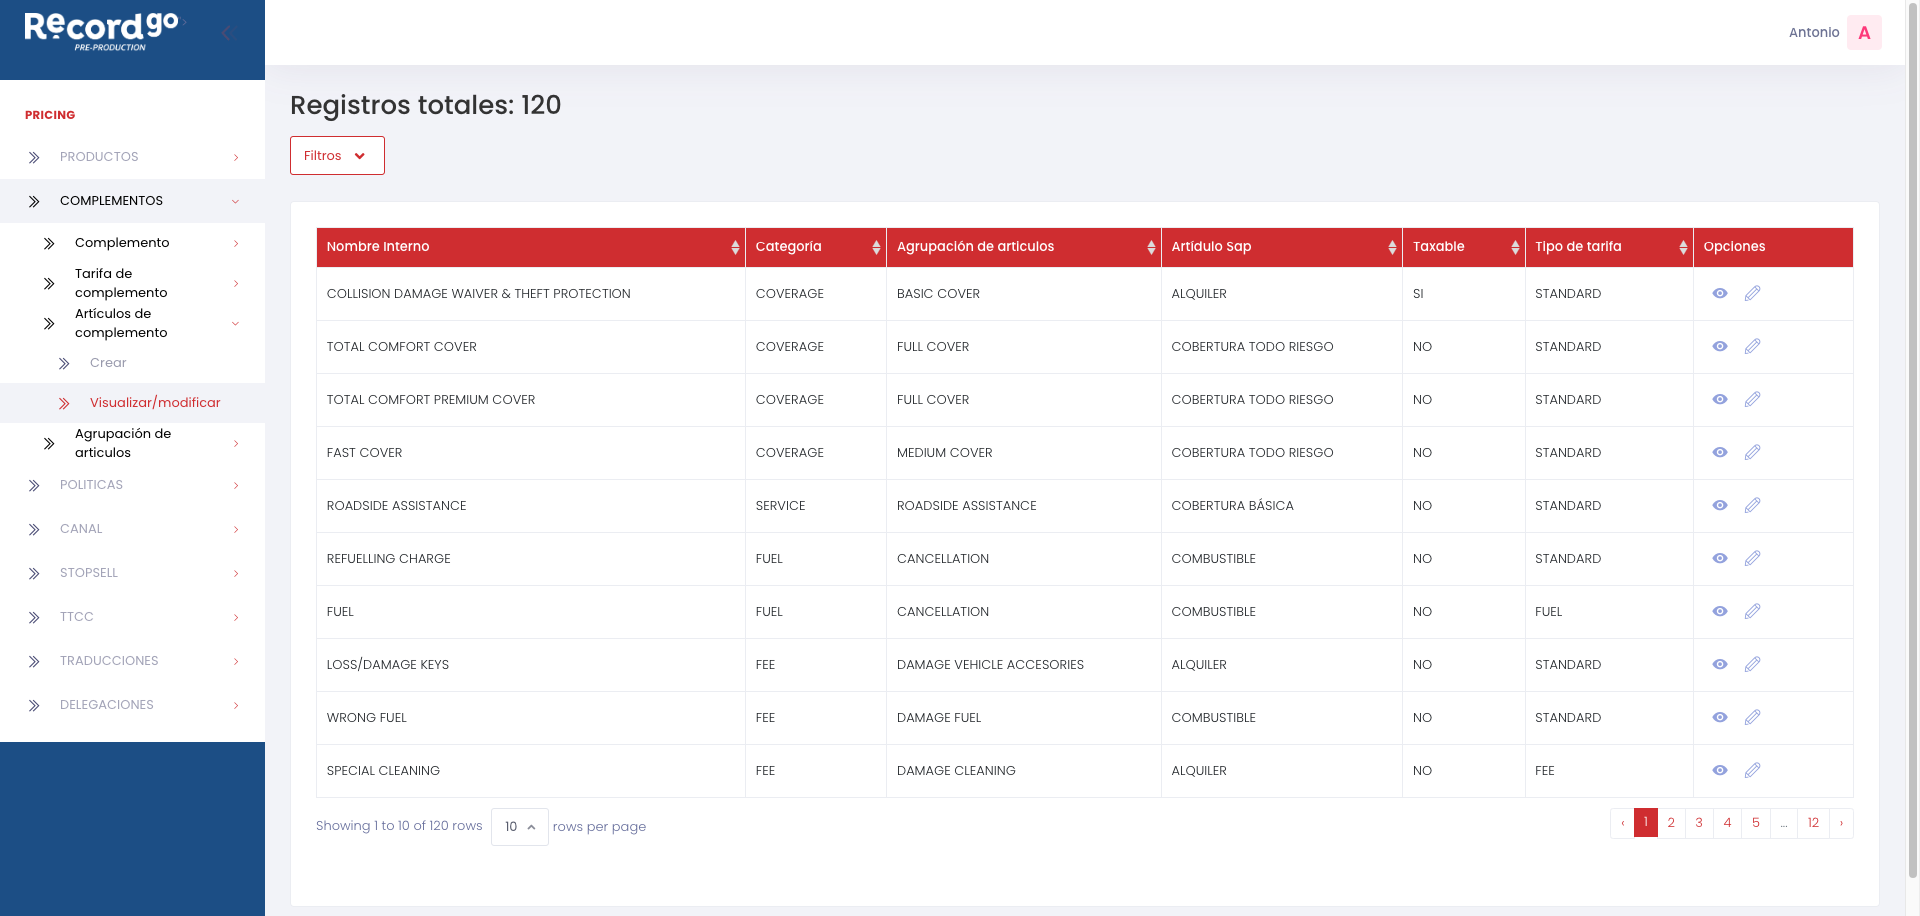 Recordgo
PRE-PRODUCTION
Antonio
A
PRICING
PRODUCTOS
COMPLEMENTOS
Complemento
Tarifa de
complemento
Artículos de
complemento
Crear
Visualizar/modificar
Agrupación de
articulos
POLITICAS
CANAL
STOPSELL
TTCC
TRADUCCIONES
DELEGACIONES
Registros totales: 120
Filtros
Nombre Interno Categoría Agrupación de articulos Artídulo Sap Taxable Tipo de tarifa Opciones
COLLISION DAMAGE WAIVER & THEFT PROTECTION COVERAGE BASIC COVER ALQUILER SI STANDARD
TOTAL COMFORT COVER COVERAGE FULL COVER COBERTURA TODO RIESGO NO STANDARD
TOTAL COMFORT PREMIUM COVER COVERAGE FULL COVER COBERTURA TODO RIESGO NO STANDARD
FAST COVER COVERAGE MEDIUM COVER COBERTURA TODO RIESGO NO STANDARD
ROADSIDE ASSISTANCE SERVICE ROADSIDE ASSISTANCE COBERTURA BÁSICA NO STANDARD
REFUELLING CHARGE FUEL CANCELLATION COMBUSTIBLE NO STANDARD
FUEL FUEL CANCELLATION COMBUSTIBLE NO FUEL
LOSS/DAMAGE KEYS FEE DAMAGE VEHICLE ACCESORIES ALQUILER NO STANDARD
WRONG FUEL FEE DAMAGE FUEL COMBUSTIBLE NO STANDARD
SPECIAL CLEANING FEE DAMAGE CLEANING ALQUILER NO FEE
Showing 1 to 10 of 120 rows 10 rows per page
‹ 1 2 3 4 5 ... 12 ›